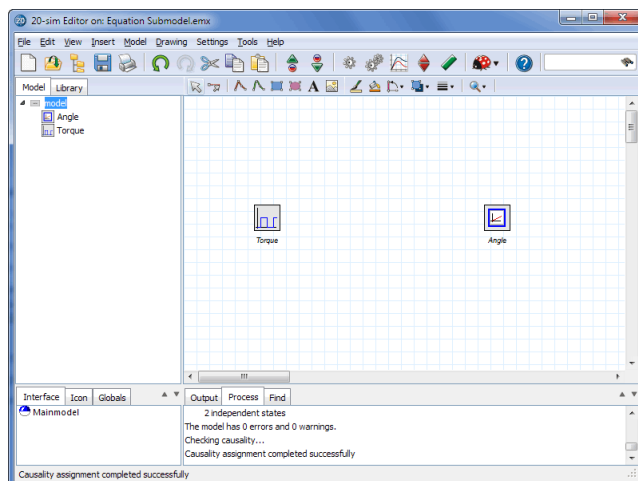 20-sim Editor on: Equation Submodel.emx
File Edit View Insert Model Drawing Settings Tools Help
Model Library
model
Angle
Torque
A
Torque
Angle
Interface Icon Globals
Mainmodel
Output Process Find
2 independent states
The model has 0 errors and 0 warnings.
Checking causality...
Causality assignment completed successfully
Causality assignment completed successfully